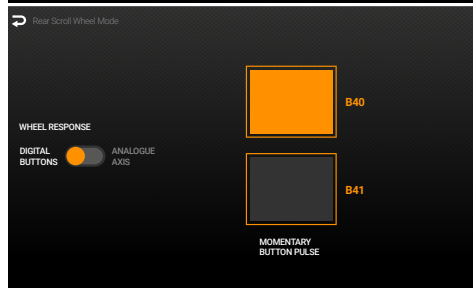 Rear Scroll Wheel Mode
B40
WHEEL RESPONSE
DIGITAL
BUTTONS
ANALOGUE
AXIS
B41
MOMENTARY
BUTTON PULSE